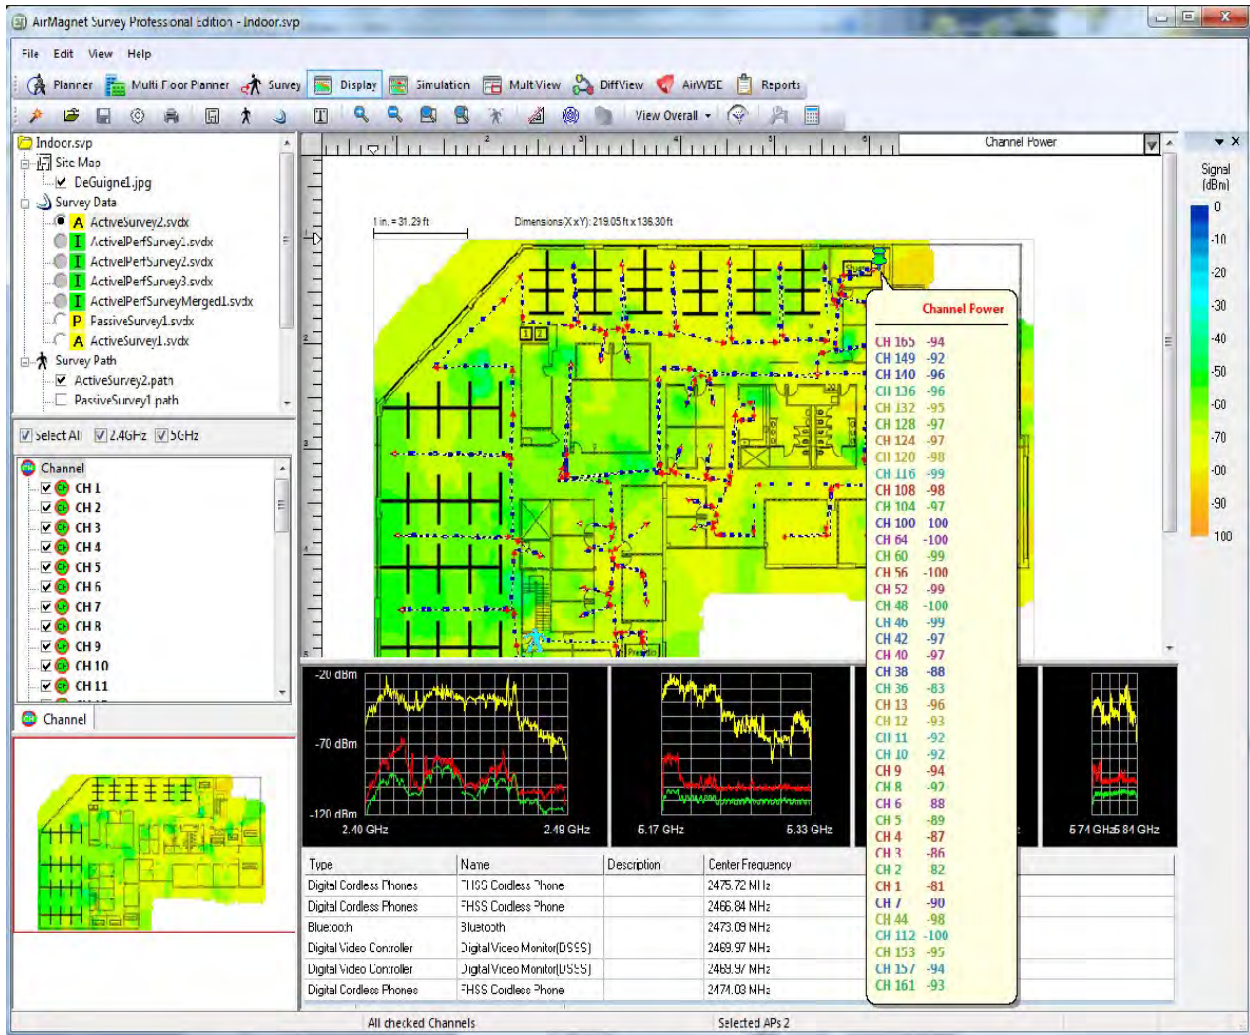 AirMagnet Survey Professional Edition - Indoor.svp
File Edit View Help
Planner Multi Floor Planner Survey Display Simulation MultiView DiffView AirWISE Reports
View Overall
Indoor.svp
Site Map
DeGuigne1.jpg
Survey Data
A ActiveSurvey2.svdx
I ActiveIPerfSurvey1.svdx
I ActiveIPerfSurvey2.svdx
I ActiveIPerfSurvey3.svdx
I ActiveIPerfSurveyMerged1.svdx
P PassiveSurvey1.svdx
A ActiveSurvey1.svdx
Survey Path
ActiveSurvey2.path
PassiveSurvey1.path
Select All 2.4GHz 5GHz
Channel
CH 1
CH 2
CH 3
CH 4
CH 5
CH 6
CH 7
CH 8
CH 9
CH 10
CH 11
Channel
Channel Power
1 in. = 31.29 ft Dimensions(X x Y): 219.05 ft x 136.30 ft
1 2
Channel Power
CH 165 -94
CH 149 -92
CH 140 -96
CH 136 -96
CH 132 -95
CH 128 -97
CH 124 -97
CH 120 -98
CH 116 -99
CH 108 -98
CH 104 -97
CH 100 100
CH 64 -100
CH 60 -99
CH 56 -100
CH 52 -99
CH 48 -100
CH 46 -99
CH 42 -97
CH 40 -97
CH 38 -88
CH 36 -83
CH 13 -96
CH 12 -93
CH 11 -92
CH 10 -92
CH 9 -94
CH 8 -92
CH 6 88
CH 5 -89
CH 4 -87
CH 3 -86
CH 2 82
CH 1 -81
CH 7 -90
CH 44 -98
CH 112 -100
CH 153 -95
CH 157 -94
CH 161 -93
Signal
(dBm)
0
-10
-20
-30
-40
-50
-60
-70
-80
-90
100
-20 dBm
-70 dBm
-120 dBm
2.40 GHz 2.49 GHz
5.17 GHz 5.33 GHz
5.74 GHz 5.84 GHz
Type Name Description Center Frequency
Digital Cordless Phones FHSS Cordless Phone 2475.72 MHz
Digital Cordless Phones FHSS Cordless Phone 2466.84 MHz
Bluetooth Bluetooth 2473.09 MHz
Digital Video Controller Digital Video Monitor(DSSS) 2469.97 MHz
Digital Video Controller Digital Video Monitor(DSSS) 2469.97 MHz
Digital Cordless Phones FHSS Cordless Phone 2474.03 MHz
All checked Channels Selected APs 2